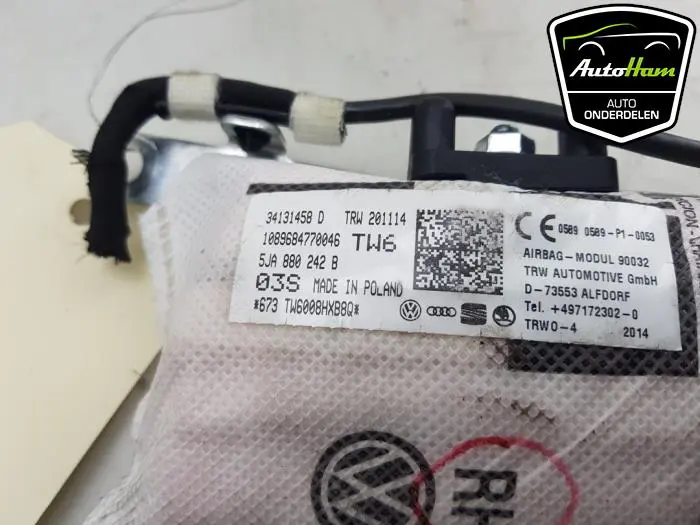 AutoHam
AUTO
ONDERDELEN
34131458 D TRW 201114
1089684770046 TW6
5JA 880 242 B
03S MADE IN POLAND
*673 TW6008HXB8Q*
CE 0589 0589-P1-0053
AIRBAG-MODUL 90032
TRW AUTOMOTIVE GmbH
D-73553 ALFDORF
Tel. +497172302-0
TRWO-4 2014